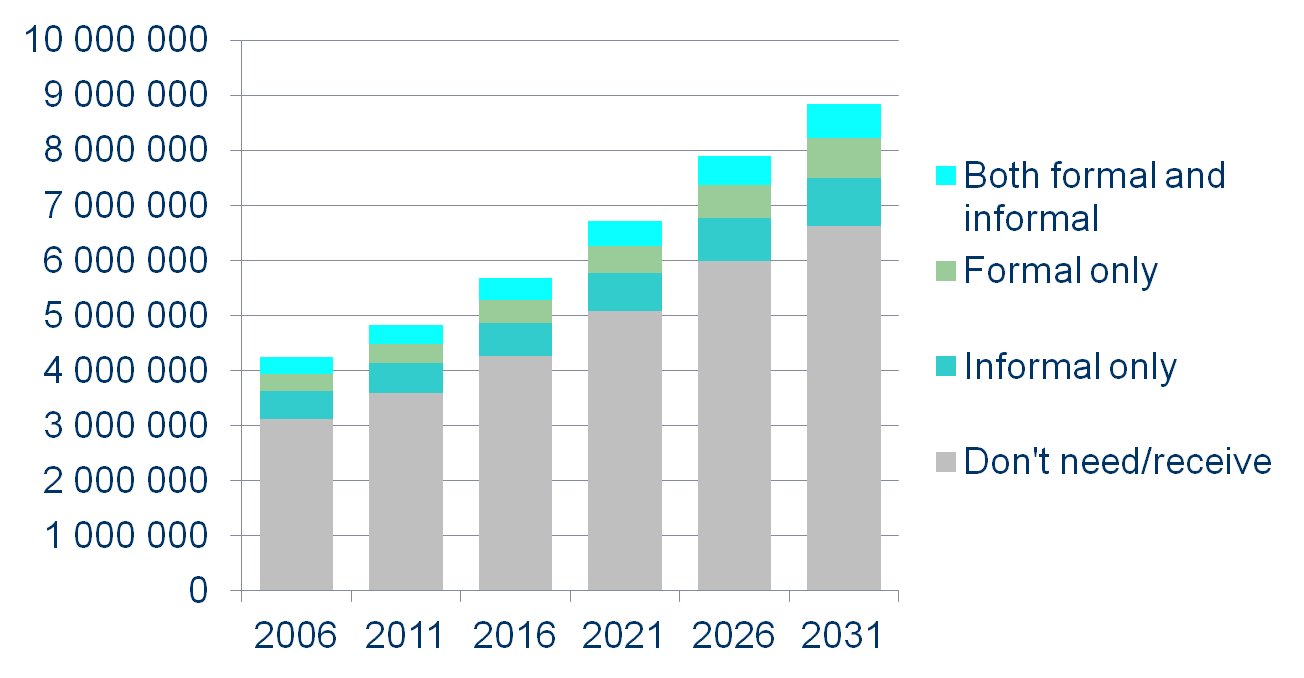 10 000 000
9 000 000
8 000 000
7 000 000
6 000 000
5 000 000
4 000 000
3 000 000
2 000 000
1 000 000
0
2006 2011 2016 2021 2026 2031
Both formal and
informal
Formal only
Informal only
Don't need/receive